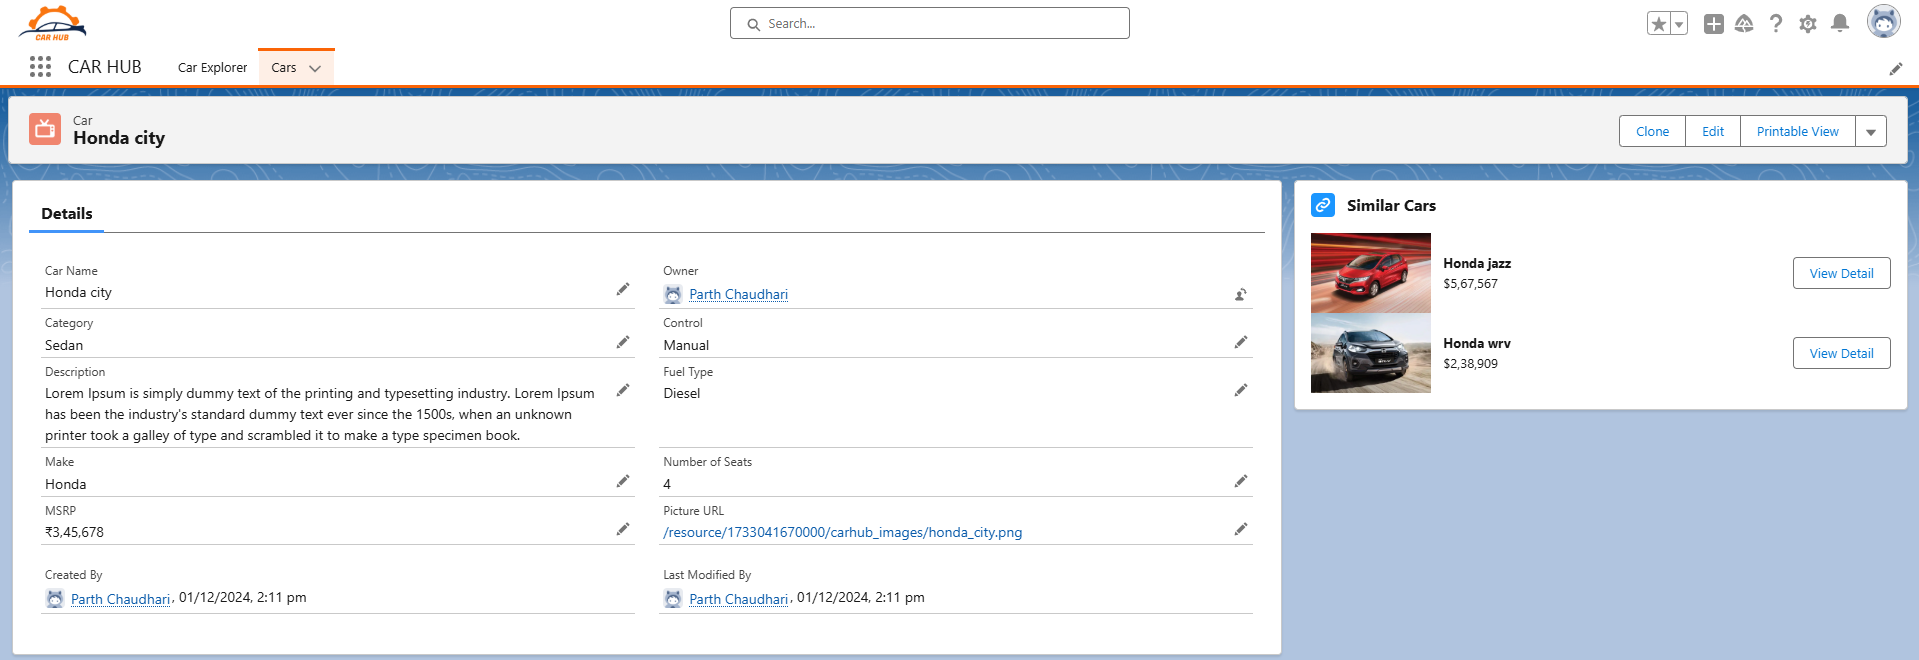 CAR HUB
Search...
CAR HUB
Car Explorer
Cars
Car
Honda city
Clone
Edit
Printable View
Details
Car Name
Honda city
Owner
Parth Chaudhari
Category
Sedan
Control
Manual
Description
Lorem Ipsum is simply dummy text of the printing and typesetting industry. Lorem Ipsum
has been the industry's standard dummy text ever since the 1500s, when an unknown
printer took a galley of type and scrambled it to make a type specimen book.
Fuel Type
Diesel
Make
Honda
Number of Seats
4
MSRP
₹3,45,678
Picture URL
/resource/1733041670000/carhub_images/honda_city.png
Created By
Parth Chaudhari, 01/12/2024, 2:11 pm
Last Modified By
Parth Chaudhari, 01/12/2024, 2:11 pm
Similar Cars
Honda jazz
$5,67,567
View Detail
Honda wrv
$2,38,909
View Detail